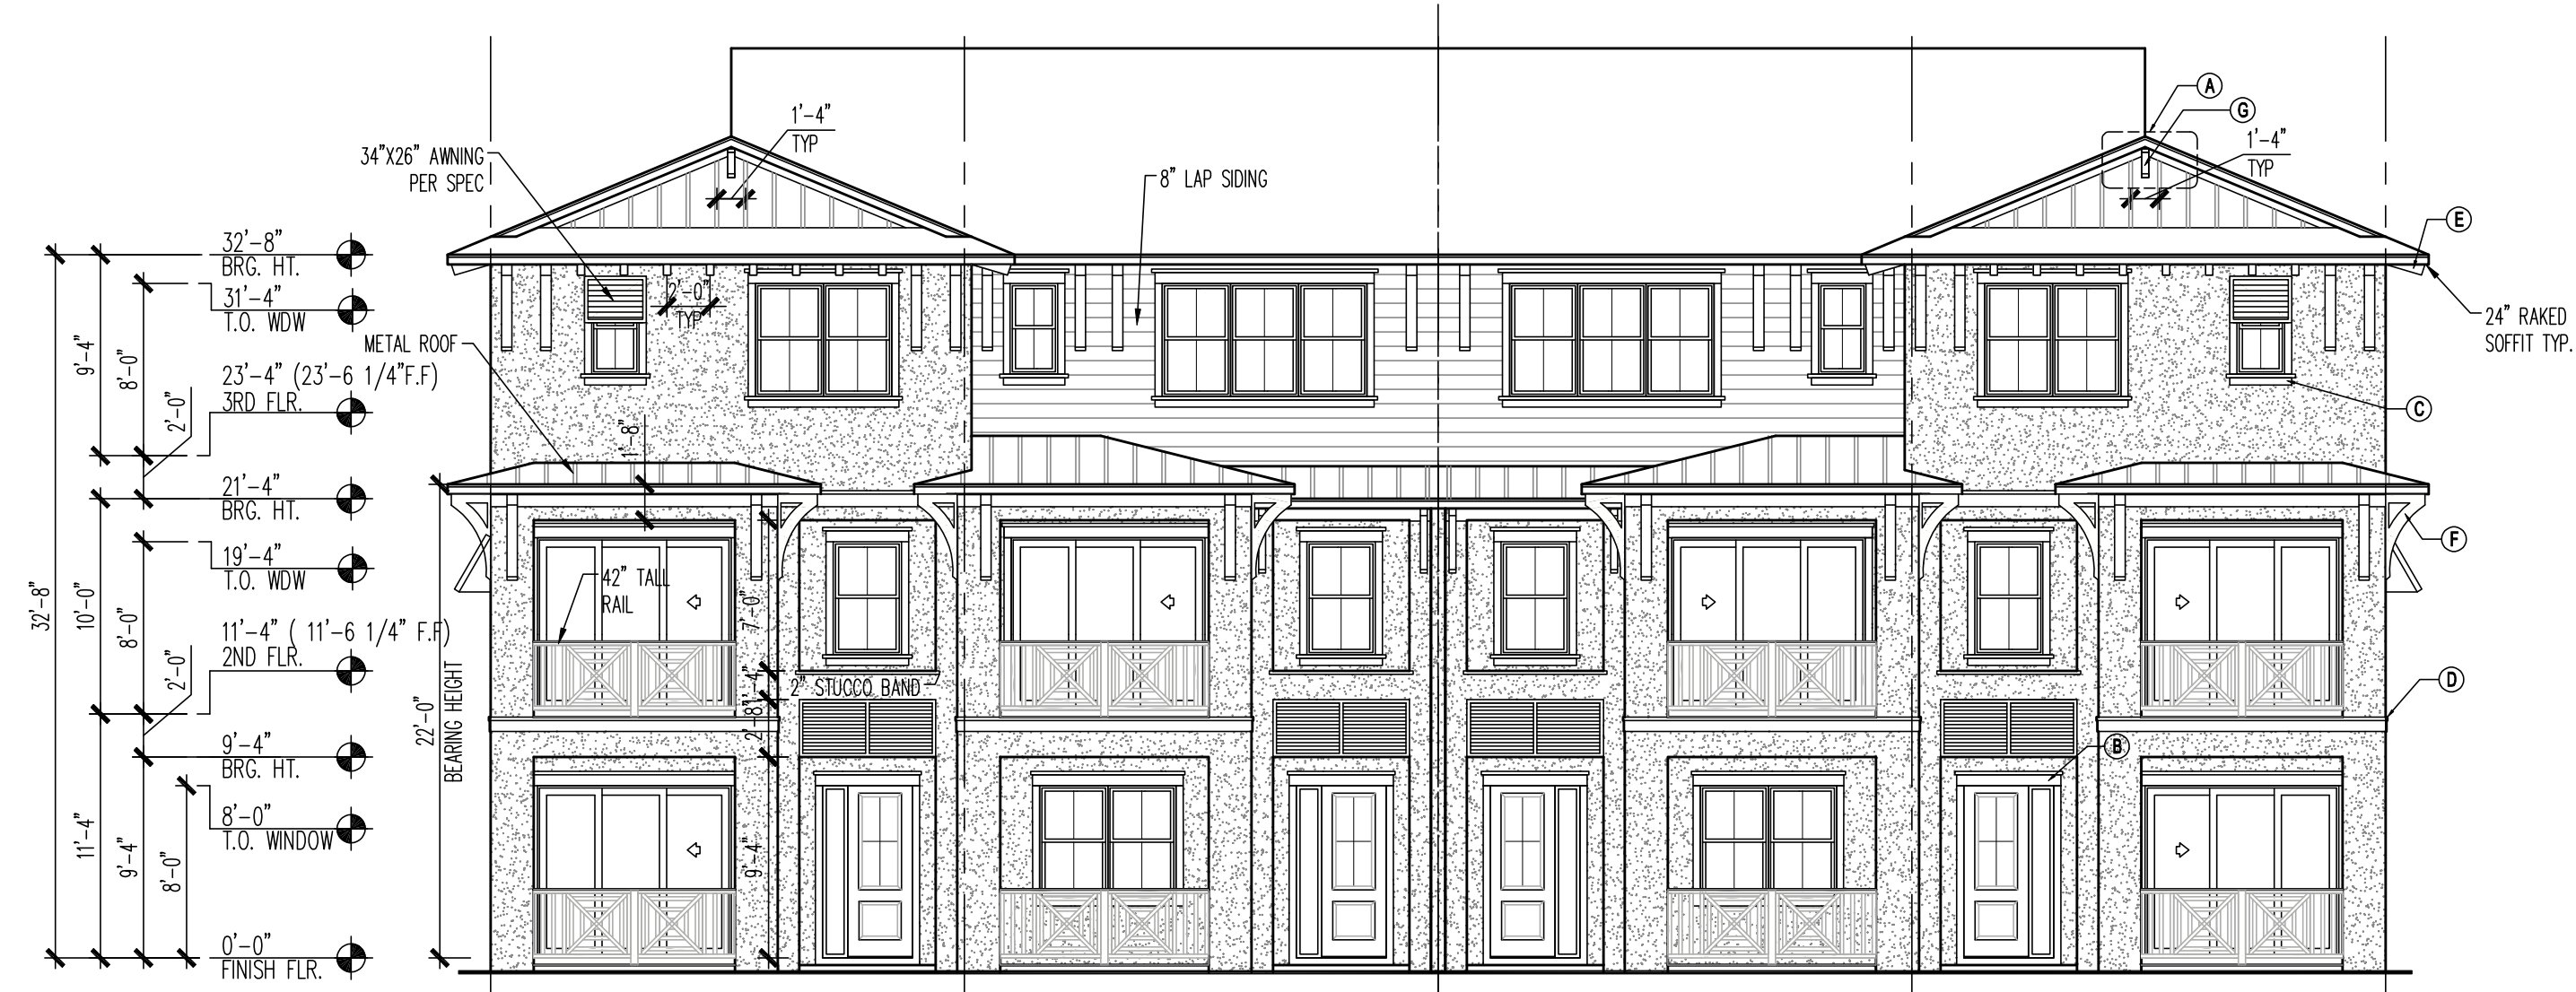 A
G
1'-4"
TYP
1'-4"
TYP
34"X26" AWNING
PER SPEC
8" LAP SIDING
E
32'-8"
BRG. HT.
31'-4"
T.O. WDW
2'-0"
TYP
24" RAKED
SOFFIT TYP.
METAL ROOF
9'-4"
8'-0"
23'-4" (23'-6 1/4"F.F)
3RD FLR.
2'-0"
C
1'-8"
21'-4"
BRG. HT.
F
19'-4"
T.O. WDW
32'-8"
10'-0"
8'-0"
42" TALL
RAIL
7'-0"
11'-4" ( 11'-6 1/4" F.F)
2ND FLR.
2'-0"
1'-4"
2" STUCCO BAND
D
22'-0"
BEARING HEIGHT
2'-8"
9'-4"
BRG. HT.
B
8'-0"
T.O. WINDOW
11'-4"
9'-4"
8'-0"
9'-4"
0'-0"
FINISH FLR.